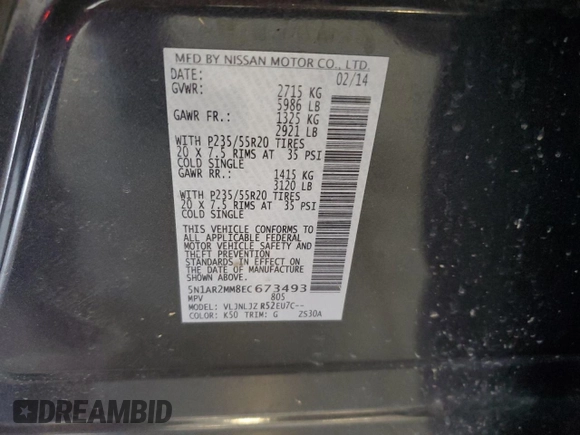 MFD BY NISSAN MOTOR CO., LTD.
DATE: 02/14
GVWR: 2715 KG
5986 LB
GAWR FR: 1325 KG
2921 LB
WITH P235/55R20 TIRES
20 X 7.5 RIMS AT 35 PSI
COLD SINGLE
GAWR RR.: 1415 KG
3120 LB
WITH P235/55R20 TIRES
20 X 7.5 RIMS AT 35 PSI
COLD SINGLE
THIS VEHICLE CONFORMS TO
ALL APPLICABLE FEDERAL
MOTOR VEHICLE SAFETY AND
THEFT PREVENTION
STANDARDS IN EFFECT ON
THE DATE OF MANUFACTURE
SHOWN ABOVE.
5N1AR2MM8EC673493
MPV 805
MODEL: VLJNLJZ R52EU7C--
COLOR: K50 TRIM: G 2530A
DREAMBID